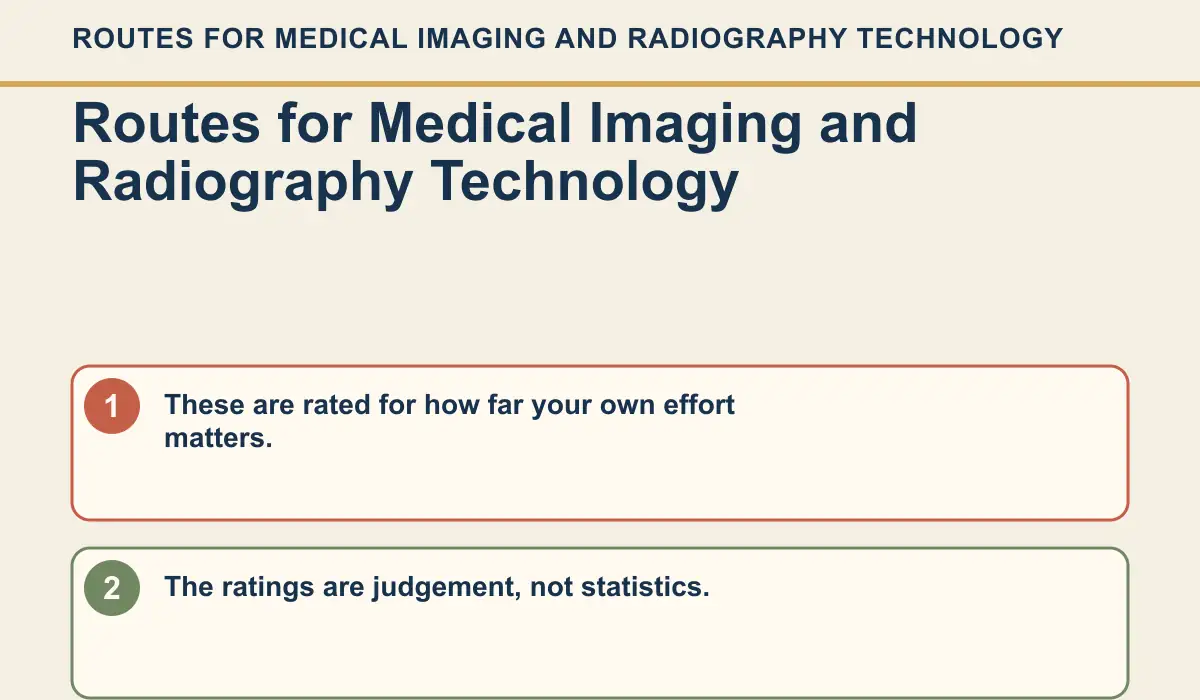 ROUTES FOR MEDICAL IMAGING AND RADIOGRAPHY TECHNOLOGY
Routes for Medical Imaging and
Radiography Technology
1
These are rated for how far your own effort
matters.
2
The ratings are judgement, not statistics.